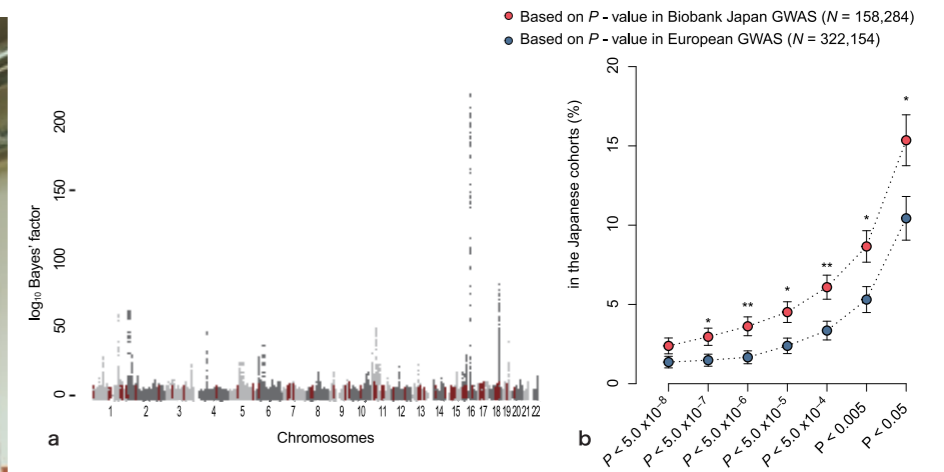 Based on P - value in Biobank Japan GWAS (N = 158,284)
Based on P - value in European GWAS (N = 322,154)
log₁₀ Bayes' factor
200
150
100
50
0
1 2 3 4 5 6 7 8 9 10 11 12 13 14 15 16 17 18 19 20 21 22
Chromosomes
a
in the Japanese cohorts (%)
20
15
10
5
0
* ** * ** * *
P < 5.0 x10⁻⁸
P < 5.0 x10⁻⁷
P < 5.0 x10⁻⁶
P < 5.0 x10⁻⁵
P < 5.0 x10⁻⁴
P < 0.005
P < 0.05
b